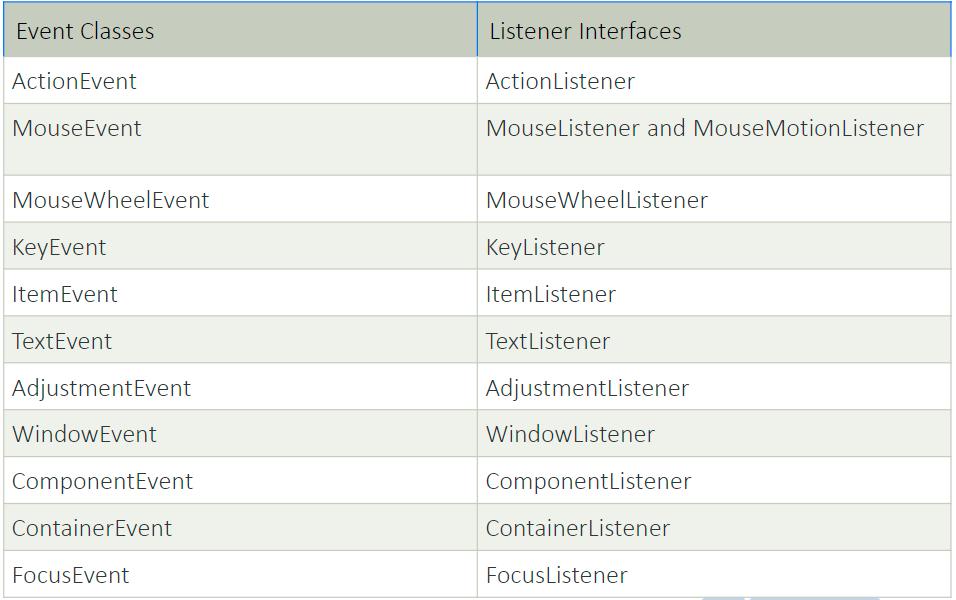 Event Classes Listener Interfaces
ActionEvent ActionListener
MouseEvent MouseListener and MouseMotionListener
MouseWheelEvent MouseWheelListener
KeyEvent KeyListener
ItemEvent ItemListener
TextEvent TextListener
AdjustmentEvent AdjustmentListener
WindowEvent WindowListener
ComponentEvent ComponentListener
ContainerEvent ContainerListener
FocusEvent FocusListener